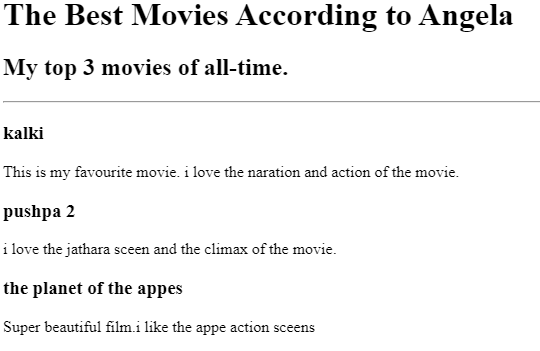 The Best Movies According to Angela
My top 3 movies of all-time.
kalki
This is my favourite movie. i love the naration and action of the movie.
pushpa 2
i love the jathara sceen and the climax of the movie.
the planet of the appes
Super beautiful film.i like the appe action sceens